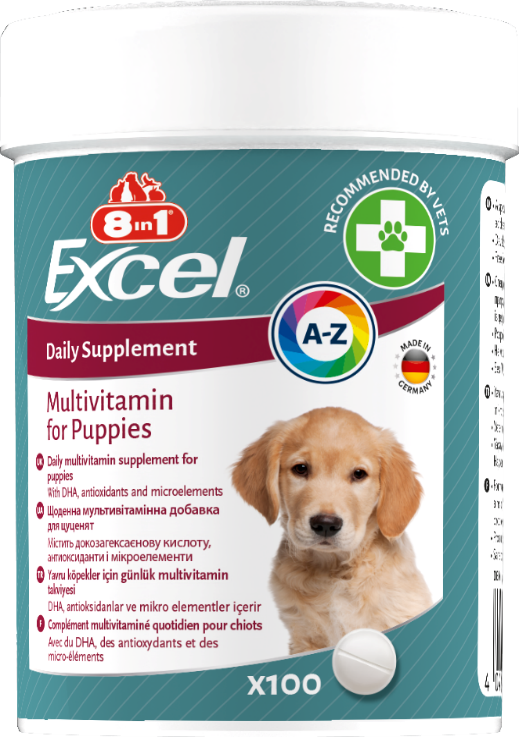 8in1®
Excel®
RECOMMENDED BY VETS
A-Z
Daily Supplement
MADE IN
GERMANY
Multivitamin
for Puppies
UK Daily multivitamin supplement for
puppies
With DHA, antioxidants and microelements
UA Щоденна мультивітамінна добавка
для цуценят
Містить докозагексаєнову кислоту,
антиоксиданти і мікроелементи
TR Yavru köpekler için günlük multivitamin
takviyesi
DHA, antioksidanlar ve mikro elementler içerir
F Complément multivitaminé quotidien pour chiots
Avec du DHA, des antioxydants et des
micro-éléments
X100